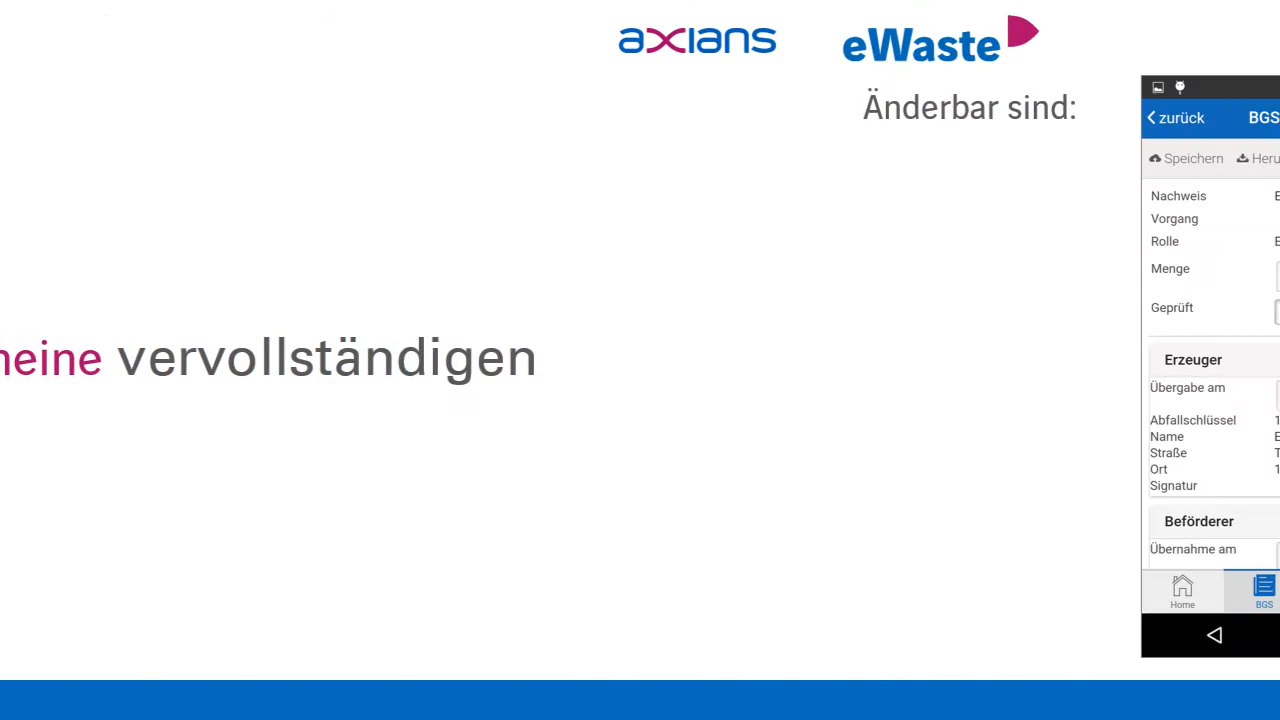 axians
eWaste
Änderbar sind:
vervollständigen
zurück
BGS
Speichern
Nachweis
Vorgang
Rolle
Menge
Geprüft
Erzeuger
Übergabe am
Abfallschlüssel
Name
Straße
Ort
Signatur
Beförderer
Übernahme am
Home
BGS